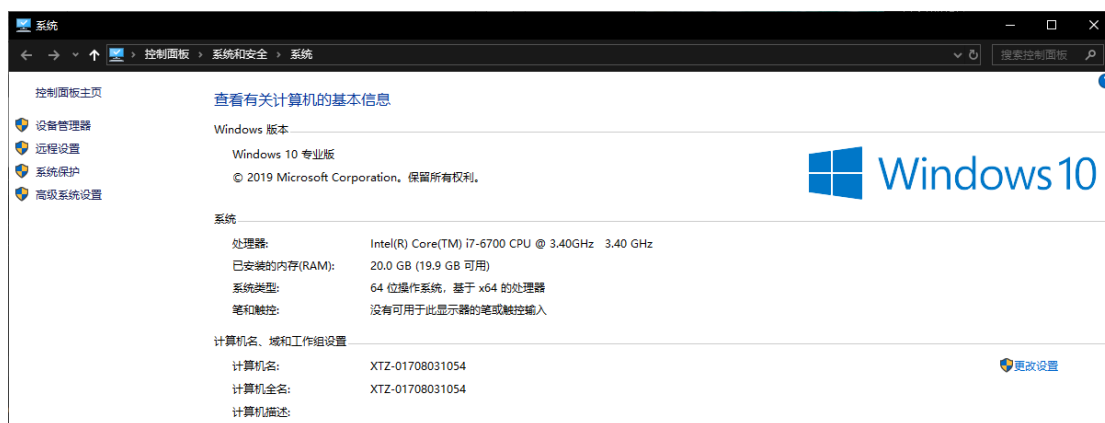 系统
控制面板 › 系统和安全 › 系统
搜索控制面板
控制面板主页
设备管理器
远程设置
系统保护
高级系统设置
查看有关计算机的基本信息
Windows 版本
Windows 10 专业版
© 2019 Microsoft Corporation。保留所有权利。
Windows 10
系统
处理器: Intel(R) Core(TM) i7-6700 CPU @ 3.40GHz 3.40 GHz
已安装的内存(RAM): 20.0 GB (19.9 GB 可用)
系统类型: 64 位操作系统, 基于 x64 的处理器
笔和触控: 没有可用于此显示器的笔或触控输入
计算机名、域和工作组设置
计算机名: XTZ-01708031054 更改设置
计算机全名: XTZ-01708031054
计算机描述: